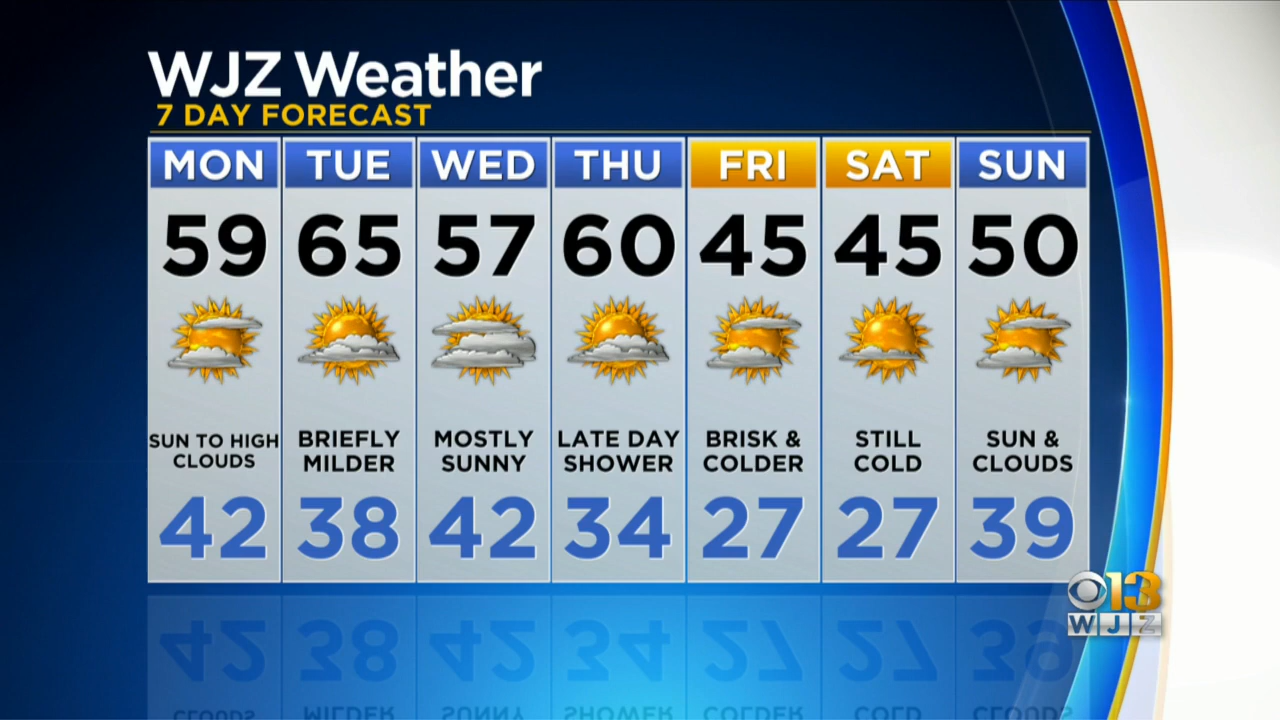 WJZ Weather
7 DAY FORECAST
MON TUE WED THU FRI SAT SUN
59 65 57 60 45 45 50
SUN TO HIGH CLOUDS
BRIEFLY MILDER
MOSTLY SUNNY
LATE DAY SHOWER
BRISK & COLDER
STILL COLD
SUN & CLOUDS
42 38 42 34 27 27 39
13
WJZ